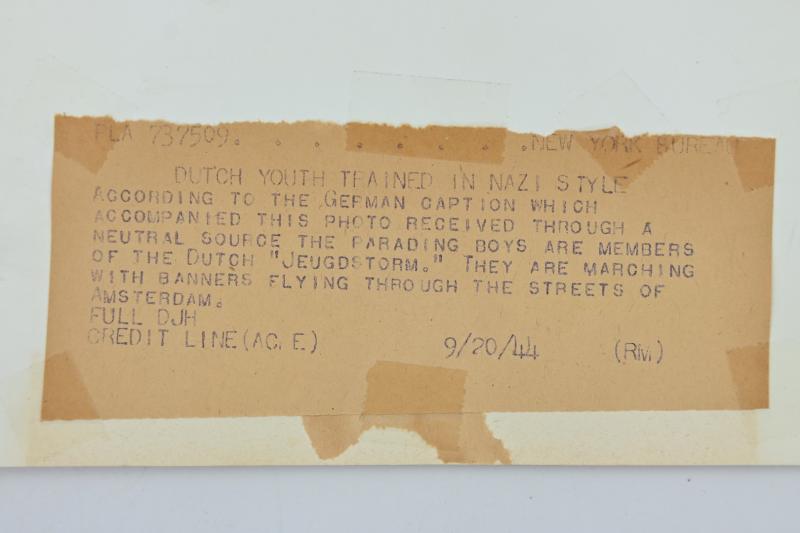 PLA 737509. . . . . . . . .NEW YORK BUREAU
DUTCH YOUTH TRAINED IN NAZI STYLE
ACCORDING TO THE GERMAN CAPTION WHICH
ACCOMPANIED THIS PHOTO RECEIVED THROUGH A
NEUTRAL SOURCE THE PARADING BOYS ARE MEMBERS
OF THE DUTCH "JEUGDSTORM." THEY ARE MARCHING
WITH BANNERS FLYING THROUGH THE STREETS OF
AMSTERDAM.
FULL DJH
CREDIT LINE(ACME) 9/20/44 (RM)